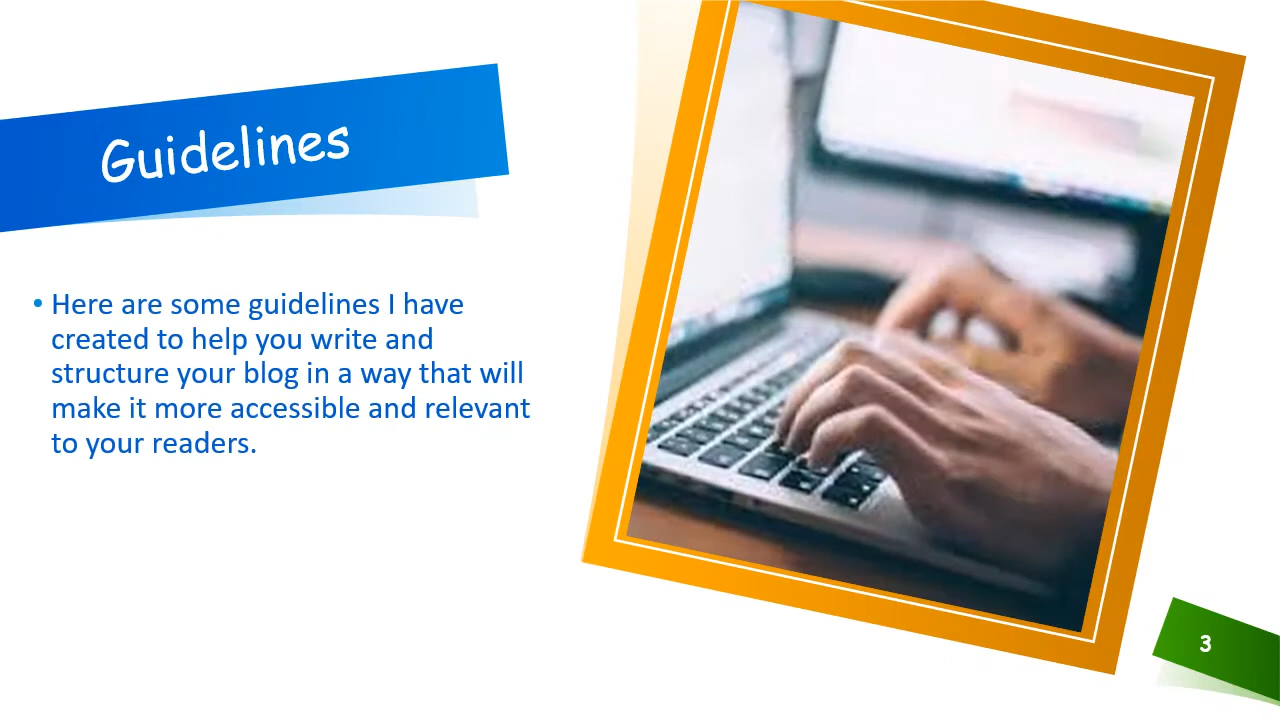 Guidelines
• Here are some guidelines I have
created to help you write and
structure your blog in a way that will
make it more accessible and relevant
to your readers.
3